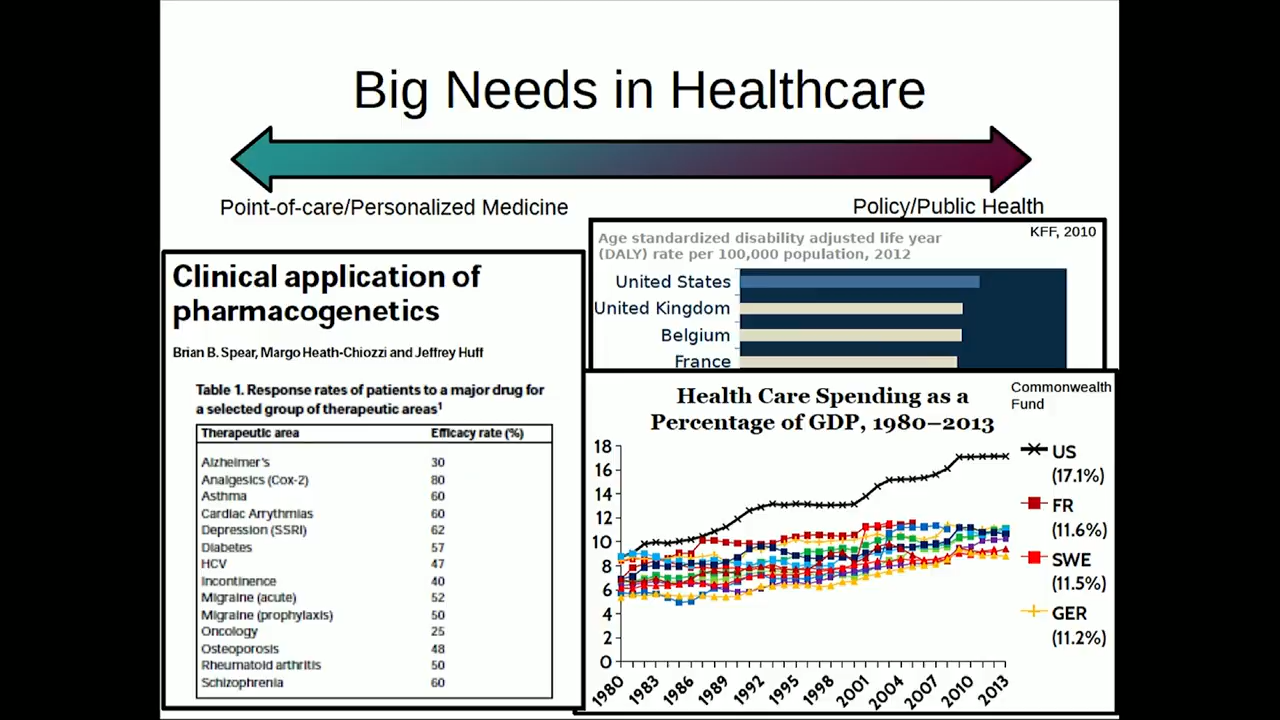 Big Needs in Healthcare
Point-of-care/Personalized Medicine
Policy/Public Health
Clinical application of
pharmacogenetics
Brian B. Spear, Margo Heath-Chiozzi and Jeffrey Huff
Table 1. Response rates of patients to a major drug for
a selected group of therapeutic areas¹
Therapeutic area Efficacy rate (%)
Alzheimer's 30
Analgesics (Cox-2) 80
Asthma 60
Cardiac Arrythmias 60
Depression (SSRI) 62
Diabetes 57
HCV 47
Incontinence 40
Migraine (acute) 52
Migraine (prophylaxis) 50
Oncology 25
Osteoporosis 48
Rheumatoid arthritis 50
Schizophrenia 60
KFF, 2010
Age standardized disability adjusted life year
(DALY) rate per 100,000 population, 2012
United States
United Kingdom
Belgium
France
Commonwealth
Fund
Health Care Spending as a
Percentage of GDP, 1980–2013
18
16
14
12
10
8
6
4
2
0
1980 1983 1986 1989 1992 1995 1998 2001 2004 2007 2010 2013
US
(17.1%)
FR
(11.6%)
SWE
(11.5%)
GER
(11.2%)